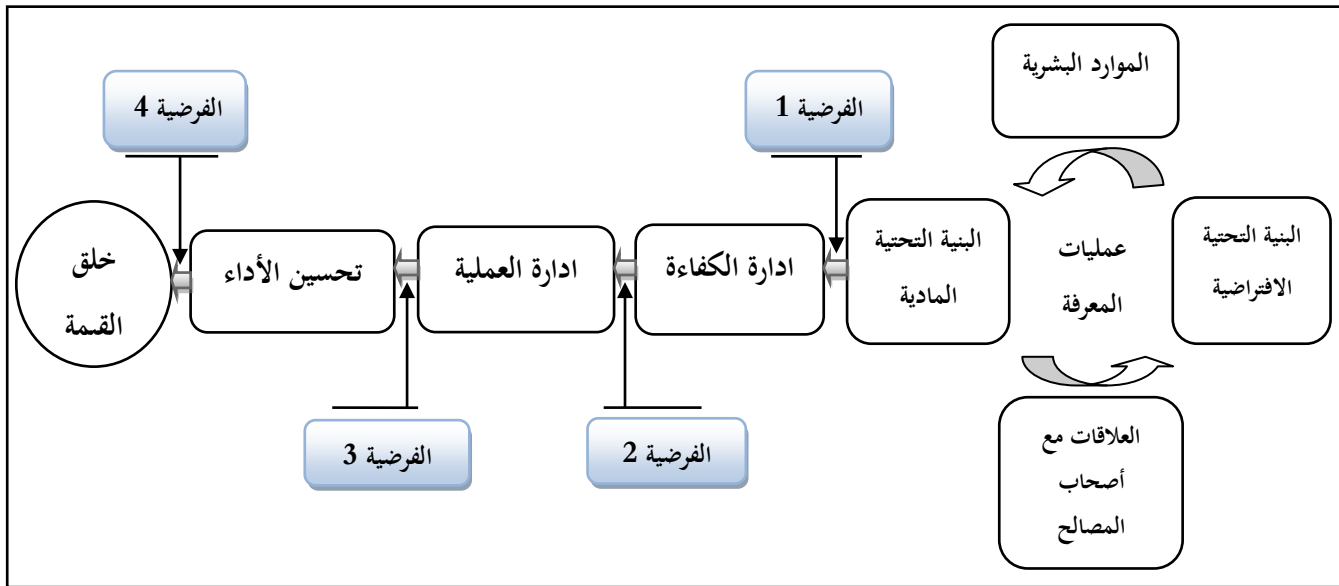 الموارد البشرية
الفرضية 1
الفرضية 4
البنية التحتية
الافتراضية
عمليات
المعرفة
البنية التحتية
المادية
ادارة الكفاءة
ادارة العملية
تحسين الأداء
خلق
القيمة
العلاقات مع
أصحاب
المصالح
الفرضية 2
الفرضية 3